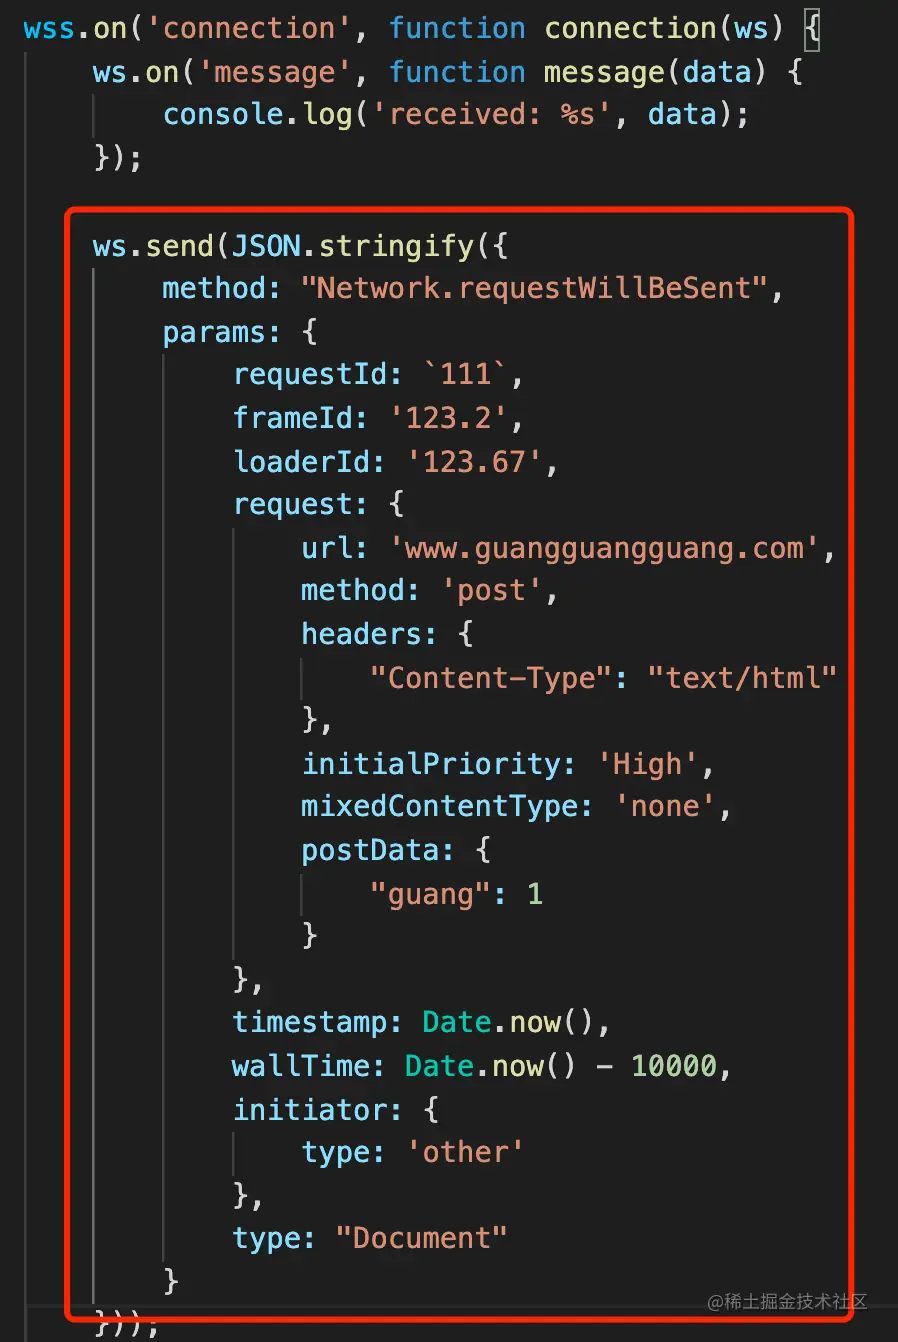 wss.on('connection', function connection(ws) {
    ws.on('message', function message(data) {
        console.log('received: %s', data);
    });

    ws.send(JSON.stringify({
        method: "Network.requestWillBeSent",
        params: {
            requestId: `111`,
            frameId: '123.2',
            loaderId: '123.67',
            request: {
                url: 'www.guangguangguang.com',
                method: 'post',
                headers: {
                    "Content-Type": "text/html"
                },
                initialPriority: 'High',
                mixedContentType: 'none',
                postData: {
                    "guang": 1
                }
            },
            timestamp: Date.now(),
            wallTime: Date.now() - 10000,
            initiator: {
                type: 'other'
            },
            type: "Document"
        }
    }));
@稀土掘金技术社区